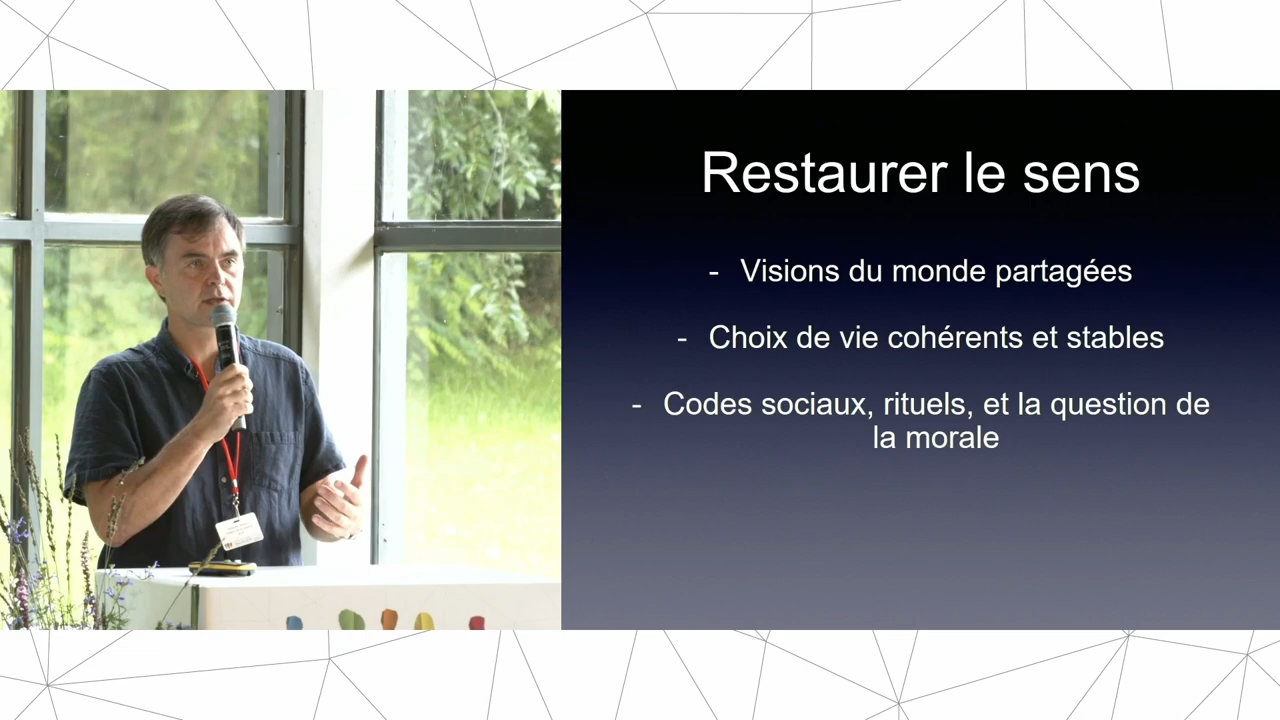 Restaurer le sens
- Visions du monde partagées
- Choix de vie cohérents et stables
- Codes sociaux, rituels, et la question de
la morale